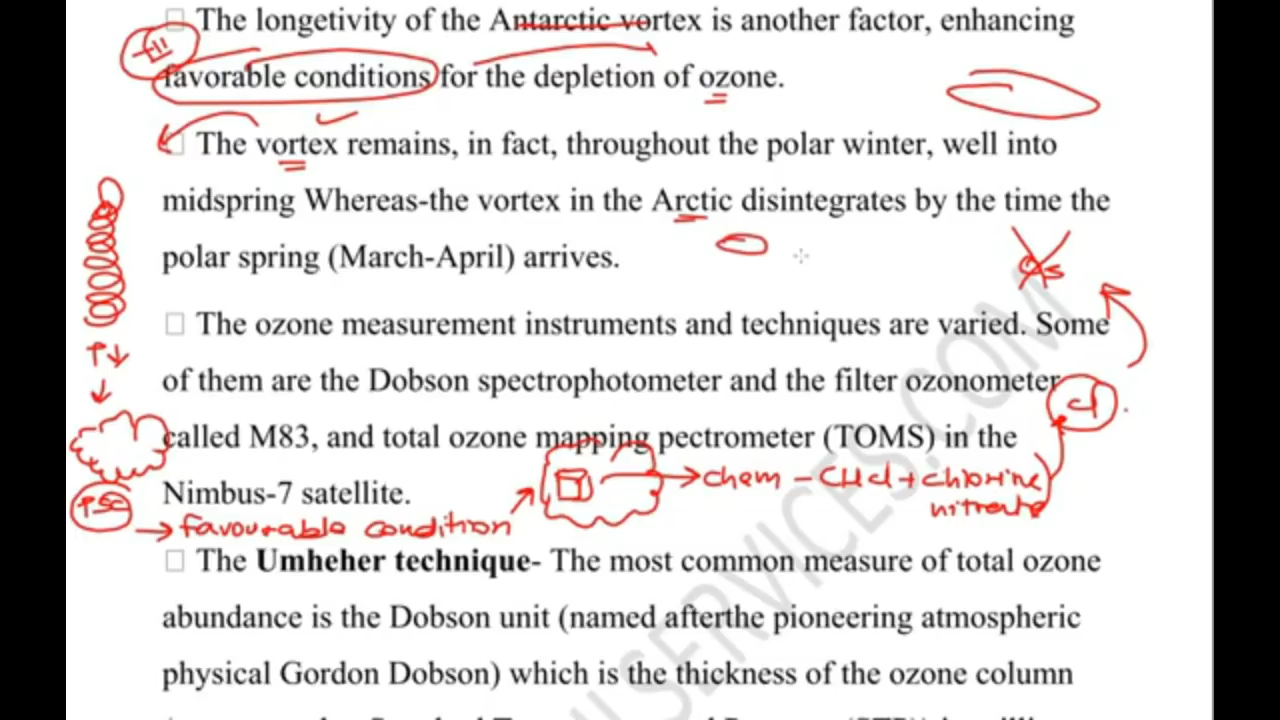 □ The longetivity of the Antarctic vortex is another factor, enhancing
till
favorable conditions for the depletion of ozone.
□ The vortex remains, in fact, throughout the polar winter, well into
midspring Whereas-the vortex in the Arctic disintegrates by the time the
polar spring (March-April) arrives.
□ The ozone measurement instruments and techniques are varied. Some
of them are the Dobson spectrophotometer and the filter ozonometer
Cl
called M83, and total ozone mapping pectrometer (TOMS) in the
chem - CHCl + chlorine
Nimbus-7 satellite.
nitrate
PSC
→ favourable condition
□ The Umheher technique- The most common measure of total ozone
abundance is the Dobson unit (named afterthe pioneering atmospheric
physical Gordon Dobson) which is the thickness of the ozone column
SERVICES.COM